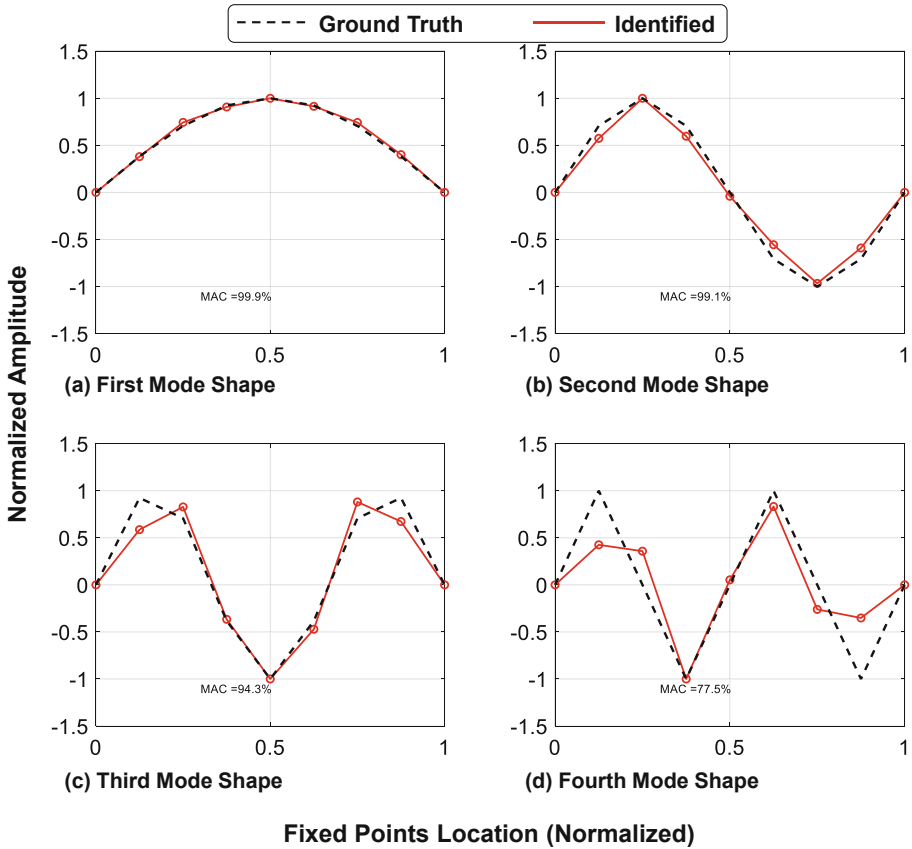 Ground Truth Identified
Normalized Amplitude
1.5
1
0.5
0
-0.5
-1
-1.5
0 0.5 1
MAC =99.9%
(a) First Mode Shape
1.5
1
0.5
0
-0.5
-1
-1.5
0 0.5 1
MAC =99.1%
(b) Second Mode Shape
1.5
1
0.5
0
-0.5
-1
-1.5
0 0.5 1
MAC =94.3%
(c) Third Mode Shape
1.5
1
0.5
0
-0.5
-1
-1.5
0 0.5 1
MAC =77.5%
(d) Fourth Mode Shape
Fixed Points Location (Normalized)